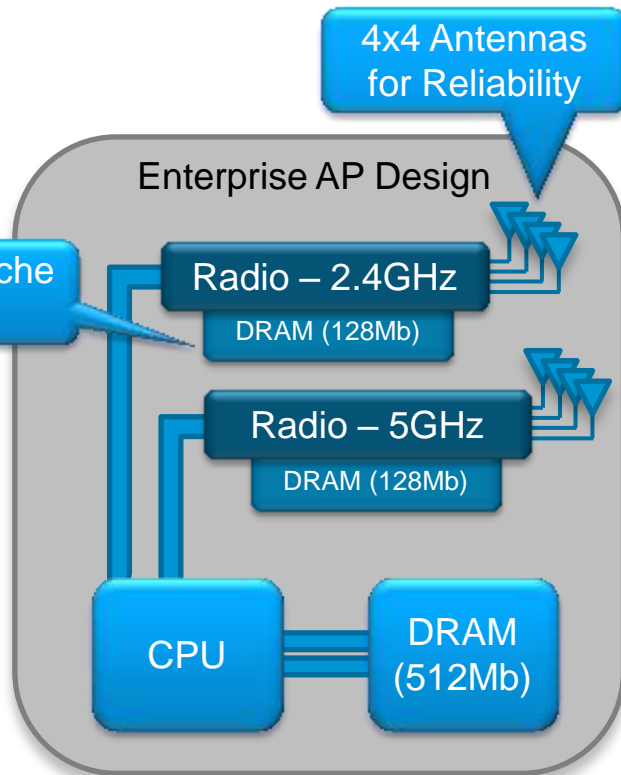 4x4 Antennas
for Reliability
Enterprise AP Design
Radio – 2.4GHz
DRAM (128Mb)
Radio – 5GHz
DRAM (128Mb)
CPU
DRAM
(512Mb)